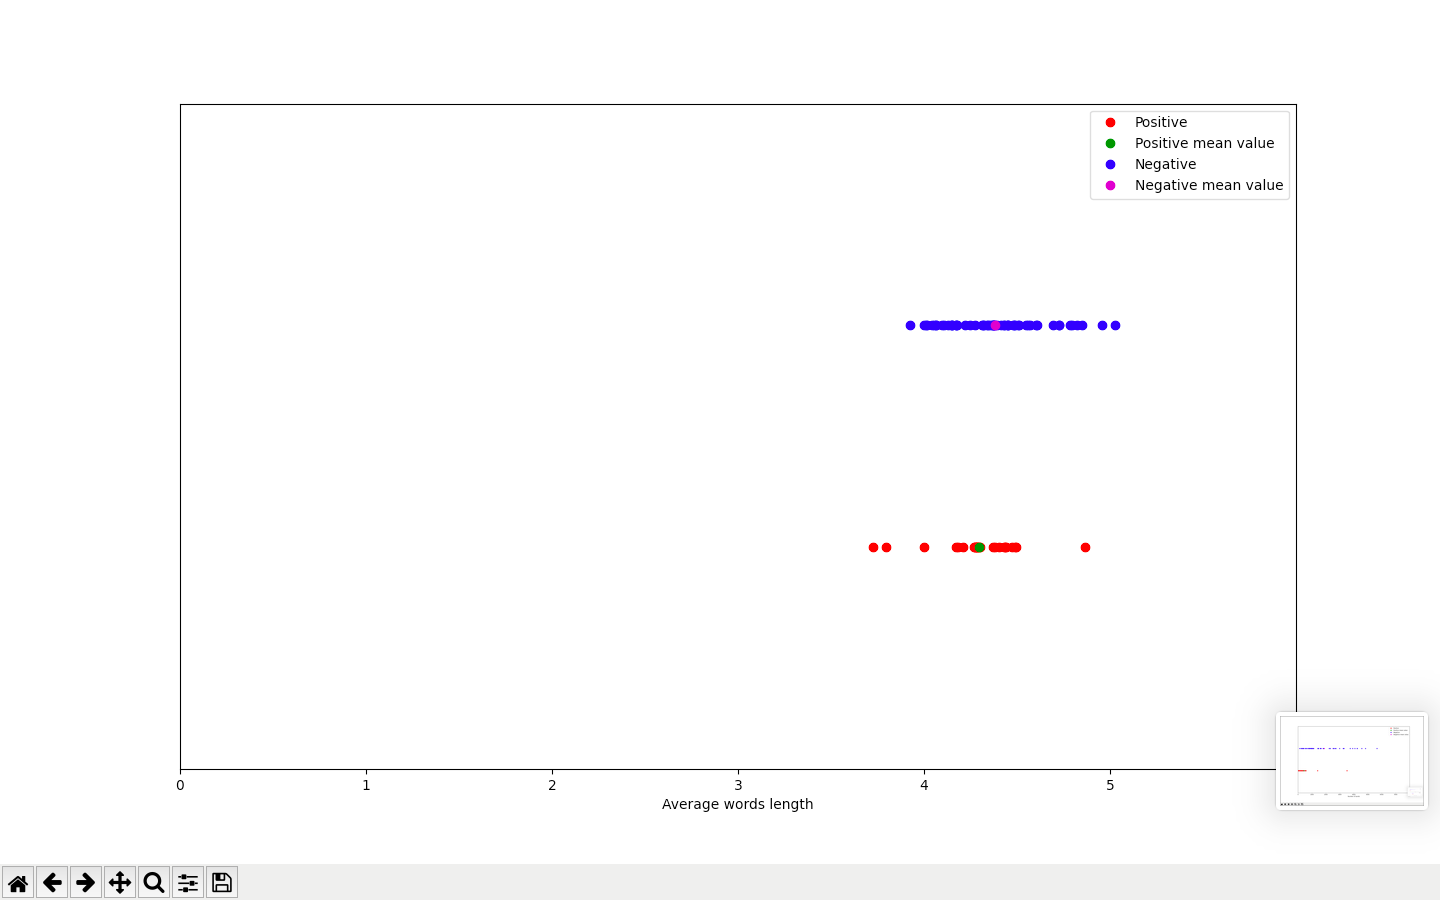 Positive
Positive mean value
Negative
Negative mean value
0 1 2 3 4 5
Average words length